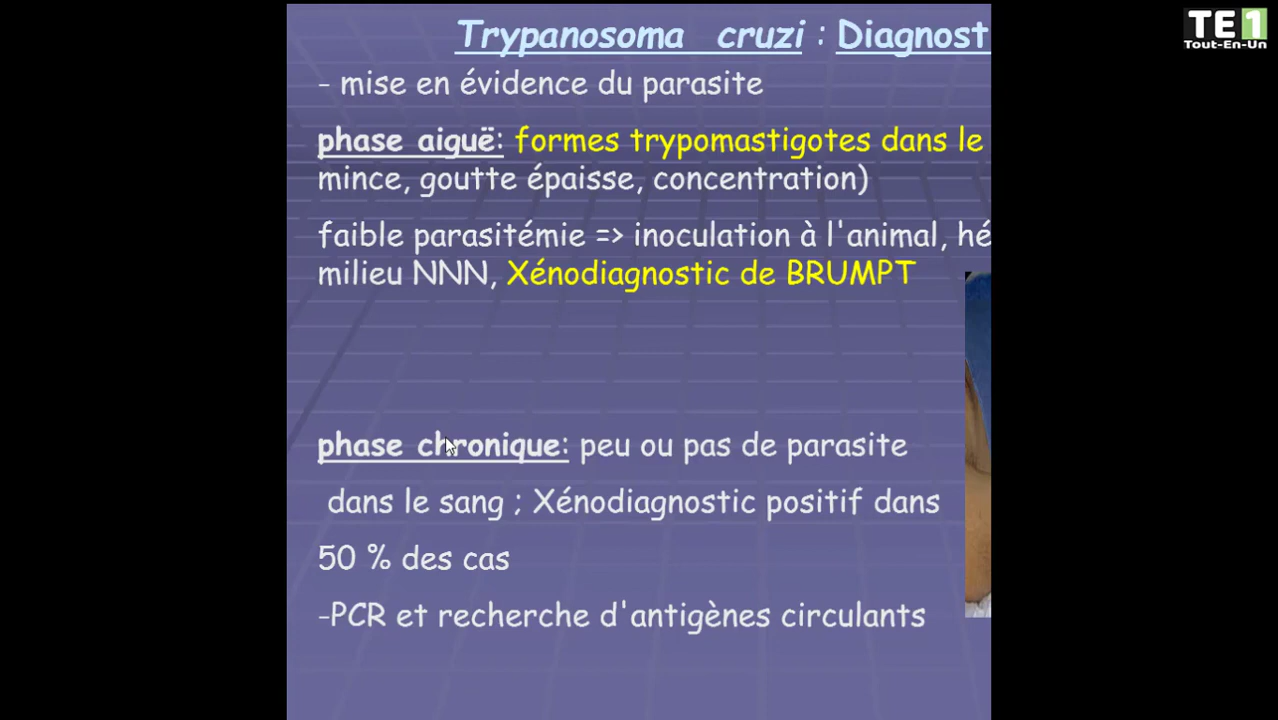 TE1
Tout-En-Un
Trypanosoma cruzi : Diagnost
- mise en évidence du parasite
phase aiguë: formes trypomastigotes dans le
mince, goutte épaisse, concentration)
faible parasitémie => inoculation à l'animal, hé
milieu NNN, Xénodiagnostic de BRUMPT
phase chronique: peu ou pas de parasite
dans le sang ; Xénodiagnostic positif dans
50 % des cas
-PCR et recherche d'antigènes circulants